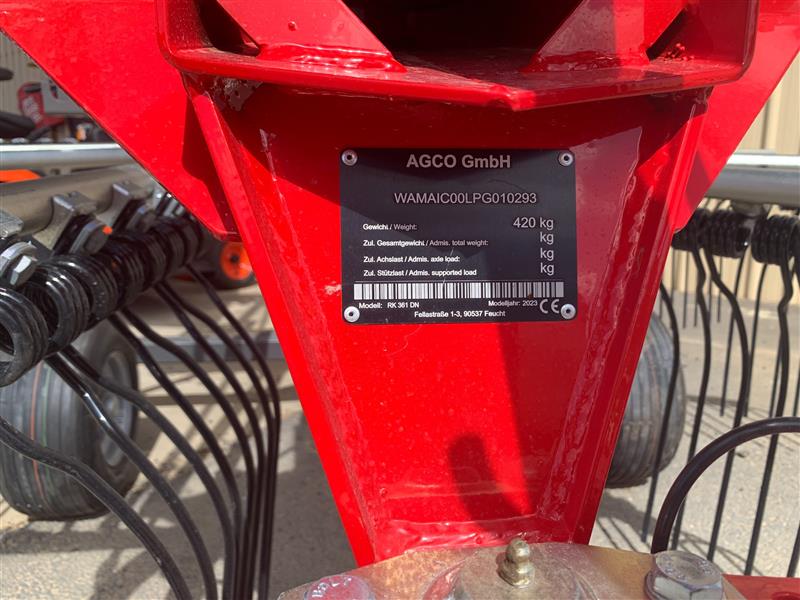 AGCO GmbH
WAMAIC00LPG010293
Gewicht / Weight: 420 kg
Zul. Gesamtgewicht / Admis. total weight: kg
Zul. Achslast / Admis. axle load: kg
Zul. Stützlast / Admis. supported load kg
Modell: RK 361 DN Modelljahr: 2023 CE
Fellastraße 1-3, 90537 Feucht